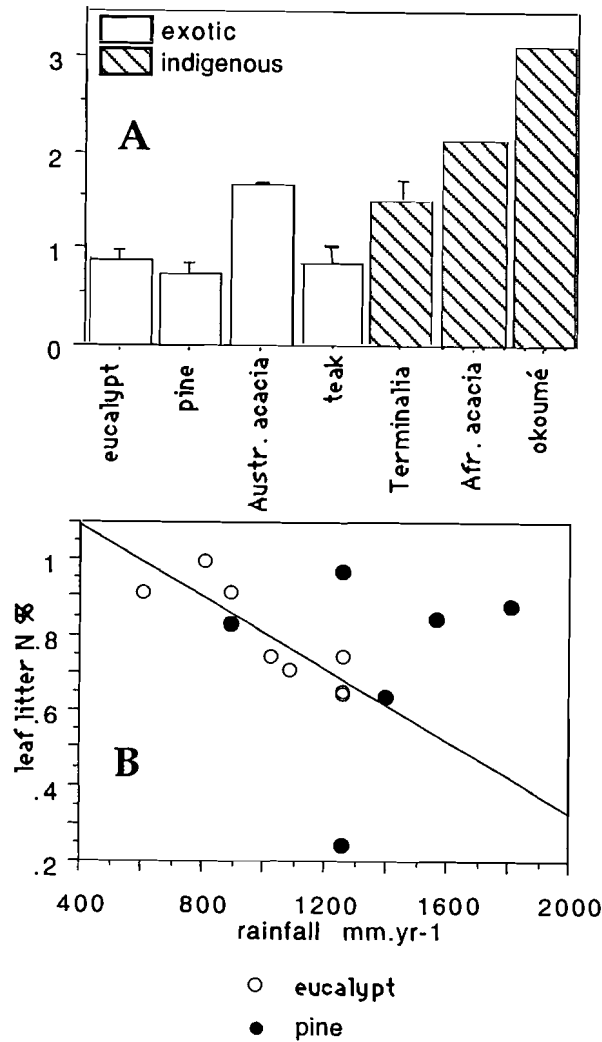 exotic
indigenous
A
3
2
1
0
eucalypt
pine
Austr. acacia
teak
Terminalia
Afr. acacia
okoumé
leaf litter N %
1
.8
.6
.4
.2
B
400 800 1200 1600 2000
rainfall mm.yr-1
eucalypt
pine